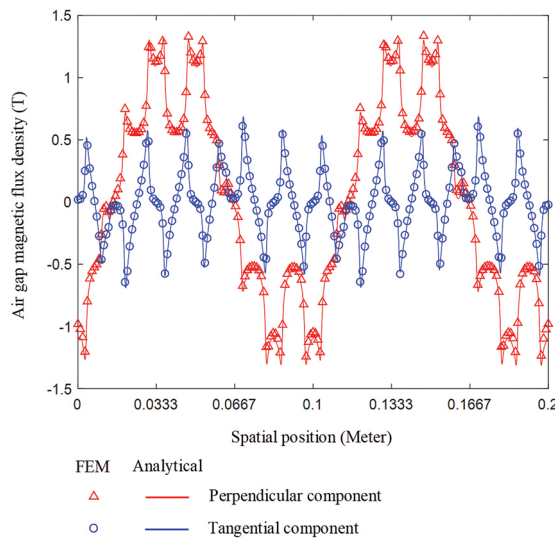 1.5
1
0.5
0
-0.5
-1
-1.5
Air gap magnetic flux density (T)
0 0.0333 0.0667 0.1 0.1333 0.1667 0.2
Spatial position (Meter)
FEM Analytical
Perpendicular component
Tangential component